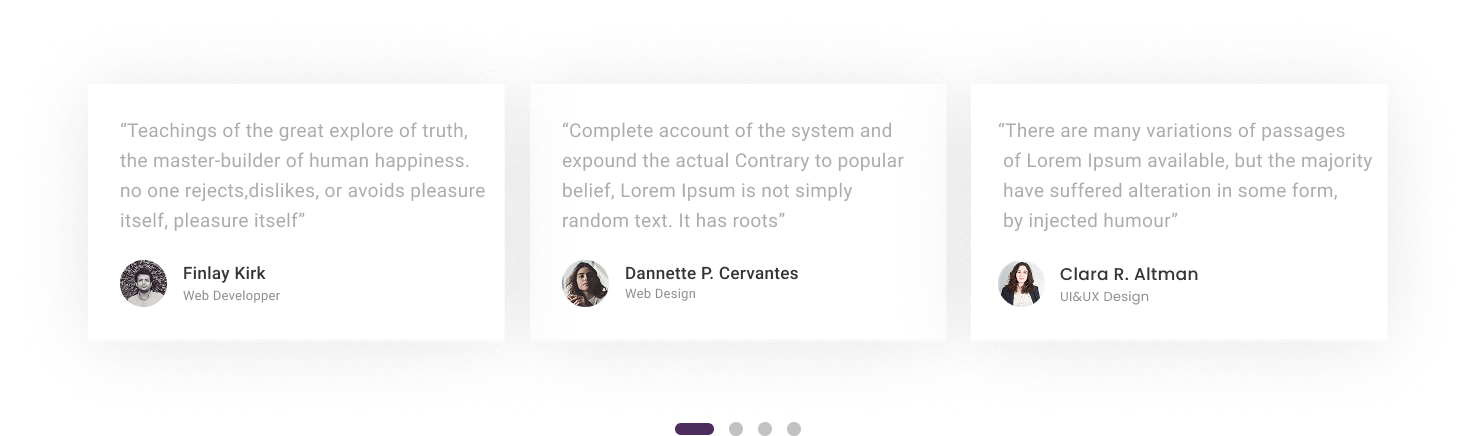 “Teachings of the great explore of truth,
the master-builder of human happiness.
no one rejects,dislikes, or avoids pleasure
itself, pleasure itself”
Finlay Kirk
Web Developper
“Complete account of the system and
expound the actual Contrary to popular
belief, Lorem Ipsum is not simply
random text. It has roots”
Dannette P. Cervantes
Web Design
“There are many variations of passages
of Lorem Ipsum available, but the majority
have suffered alteration in some form,
by injected humour”
Clara R. Altman
UI&UX Design